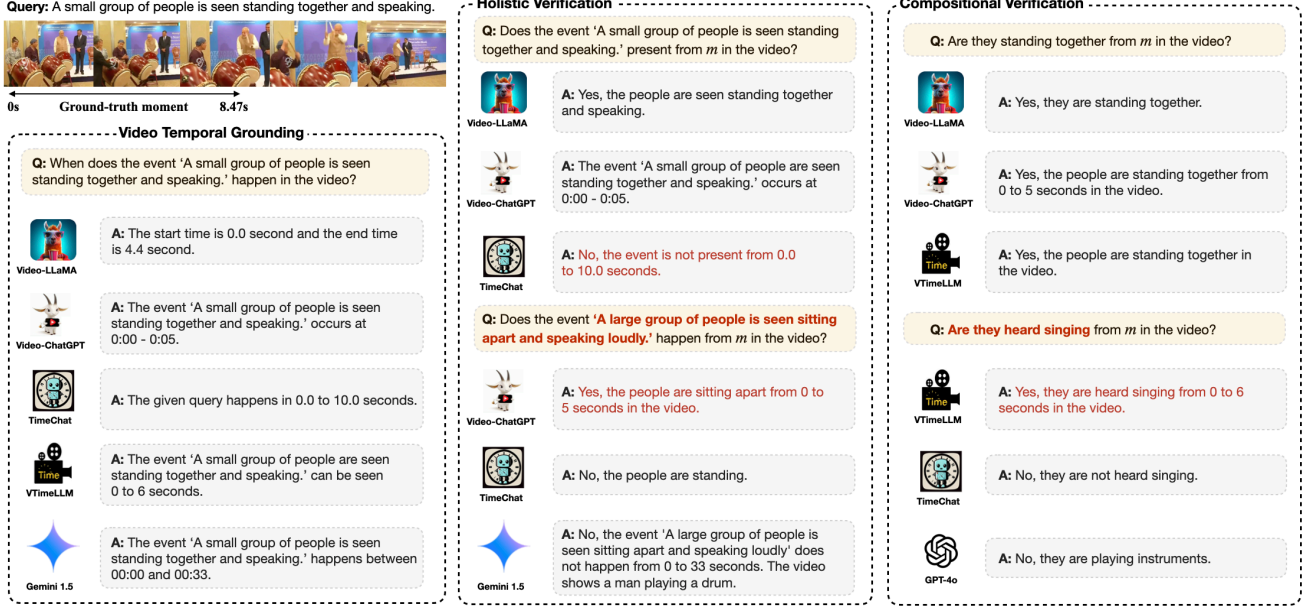 Query: A small group of people is seen standing together and speaking.
0s
Ground-truth moment
8.47s
Video Temporal Grounding
Q: When does the event ‘A small group of people is seen
standing together and speaking.’ happen in the video?
Video-LLaMA
A: The start time is 0.0 second and the end time
is 4.4 second.
Video-ChatGPT
A: The event ‘A small group of people is seen
standing together and speaking.’ occurs at
0:00 - 0:05.
TimeChat
A: The given query happens in 0.0 to 10.0 seconds.
Time
VTimeLLM
A: The event ‘A small group of people are seen
standing together and speaking.’ can be seen
0 to 6 seconds.
Gemini 1.5
A: The event ‘A small group of people is seen
standing together and speaking.’ happens between
00:00 and 00:33.
Holistic Verification
Q: Does the event ‘A small group of people is seen standing
together and speaking.’ present from m in the video?
Video-LLaMA
A: Yes, the people are seen standing together
and speaking.
Video-ChatGPT
A: The event ‘A small group of people are seen
standing together and speaking.’ occurs at
0:00 - 0:05.
TimeChat
A: No, the event is not present from 0.0
to 10.0 seconds.
Q: Does the event ‘A large group of people is seen sitting
apart and speaking loudly.’ happen from m in the video?
Video-ChatGPT
A: Yes, the people are sitting apart from 0 to
5 seconds in the video.
TimeChat
A: No, the people are standing.
Gemini 1.5
A: No, the event ‘A large group of people is
seen sitting apart and speaking loudly’ does
not happen from 0 to 33 seconds. The video
shows a man playing a drum.
Compositional Verification
Q: Are they standing together from m in the video?
Video-LLaMA
A: Yes, they are standing together.
Video-ChatGPT
A: Yes, the people are standing together from
0 to 5 seconds in the video.
Time
VTimeLLM
A: Yes, the people are standing together in
the video.
Q: Are they heard singing from m in the video?
Time
VTimeLLM
A: Yes, they are heard singing from 0 to 6
seconds in the video.
TimeChat
A: No, they are not heard singing.
GPT-4o
A: No, they are playing instruments.